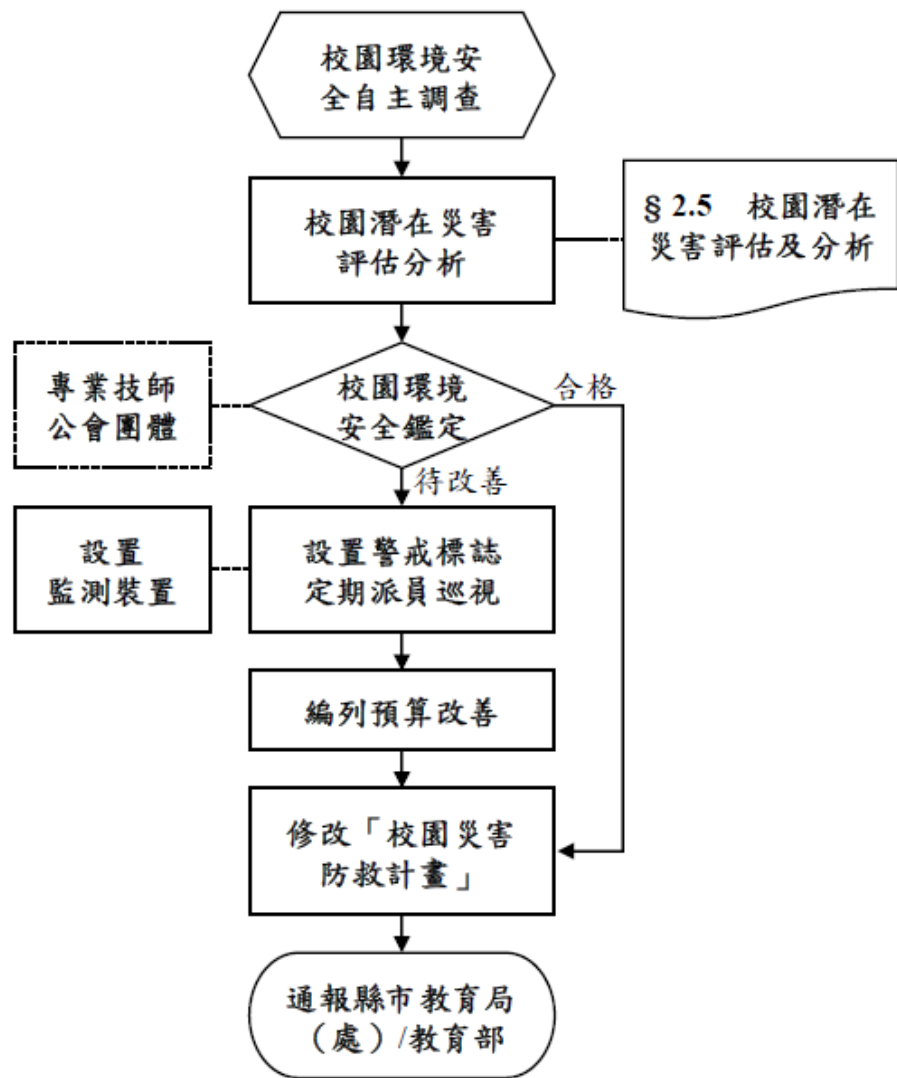 校園環境安
全自主調查
校園潛在災害
評估分析
§ 2.5 校園潛在
災害評估及分析
專業技師
公會團體
校園環境
安全鑑定
合格
待改善
設置
監測裝置
設置警戒標誌
定期派員巡視
編列預算改善
修改「校園災害
防救計畫」
通報縣市教育局
（處）/教育部